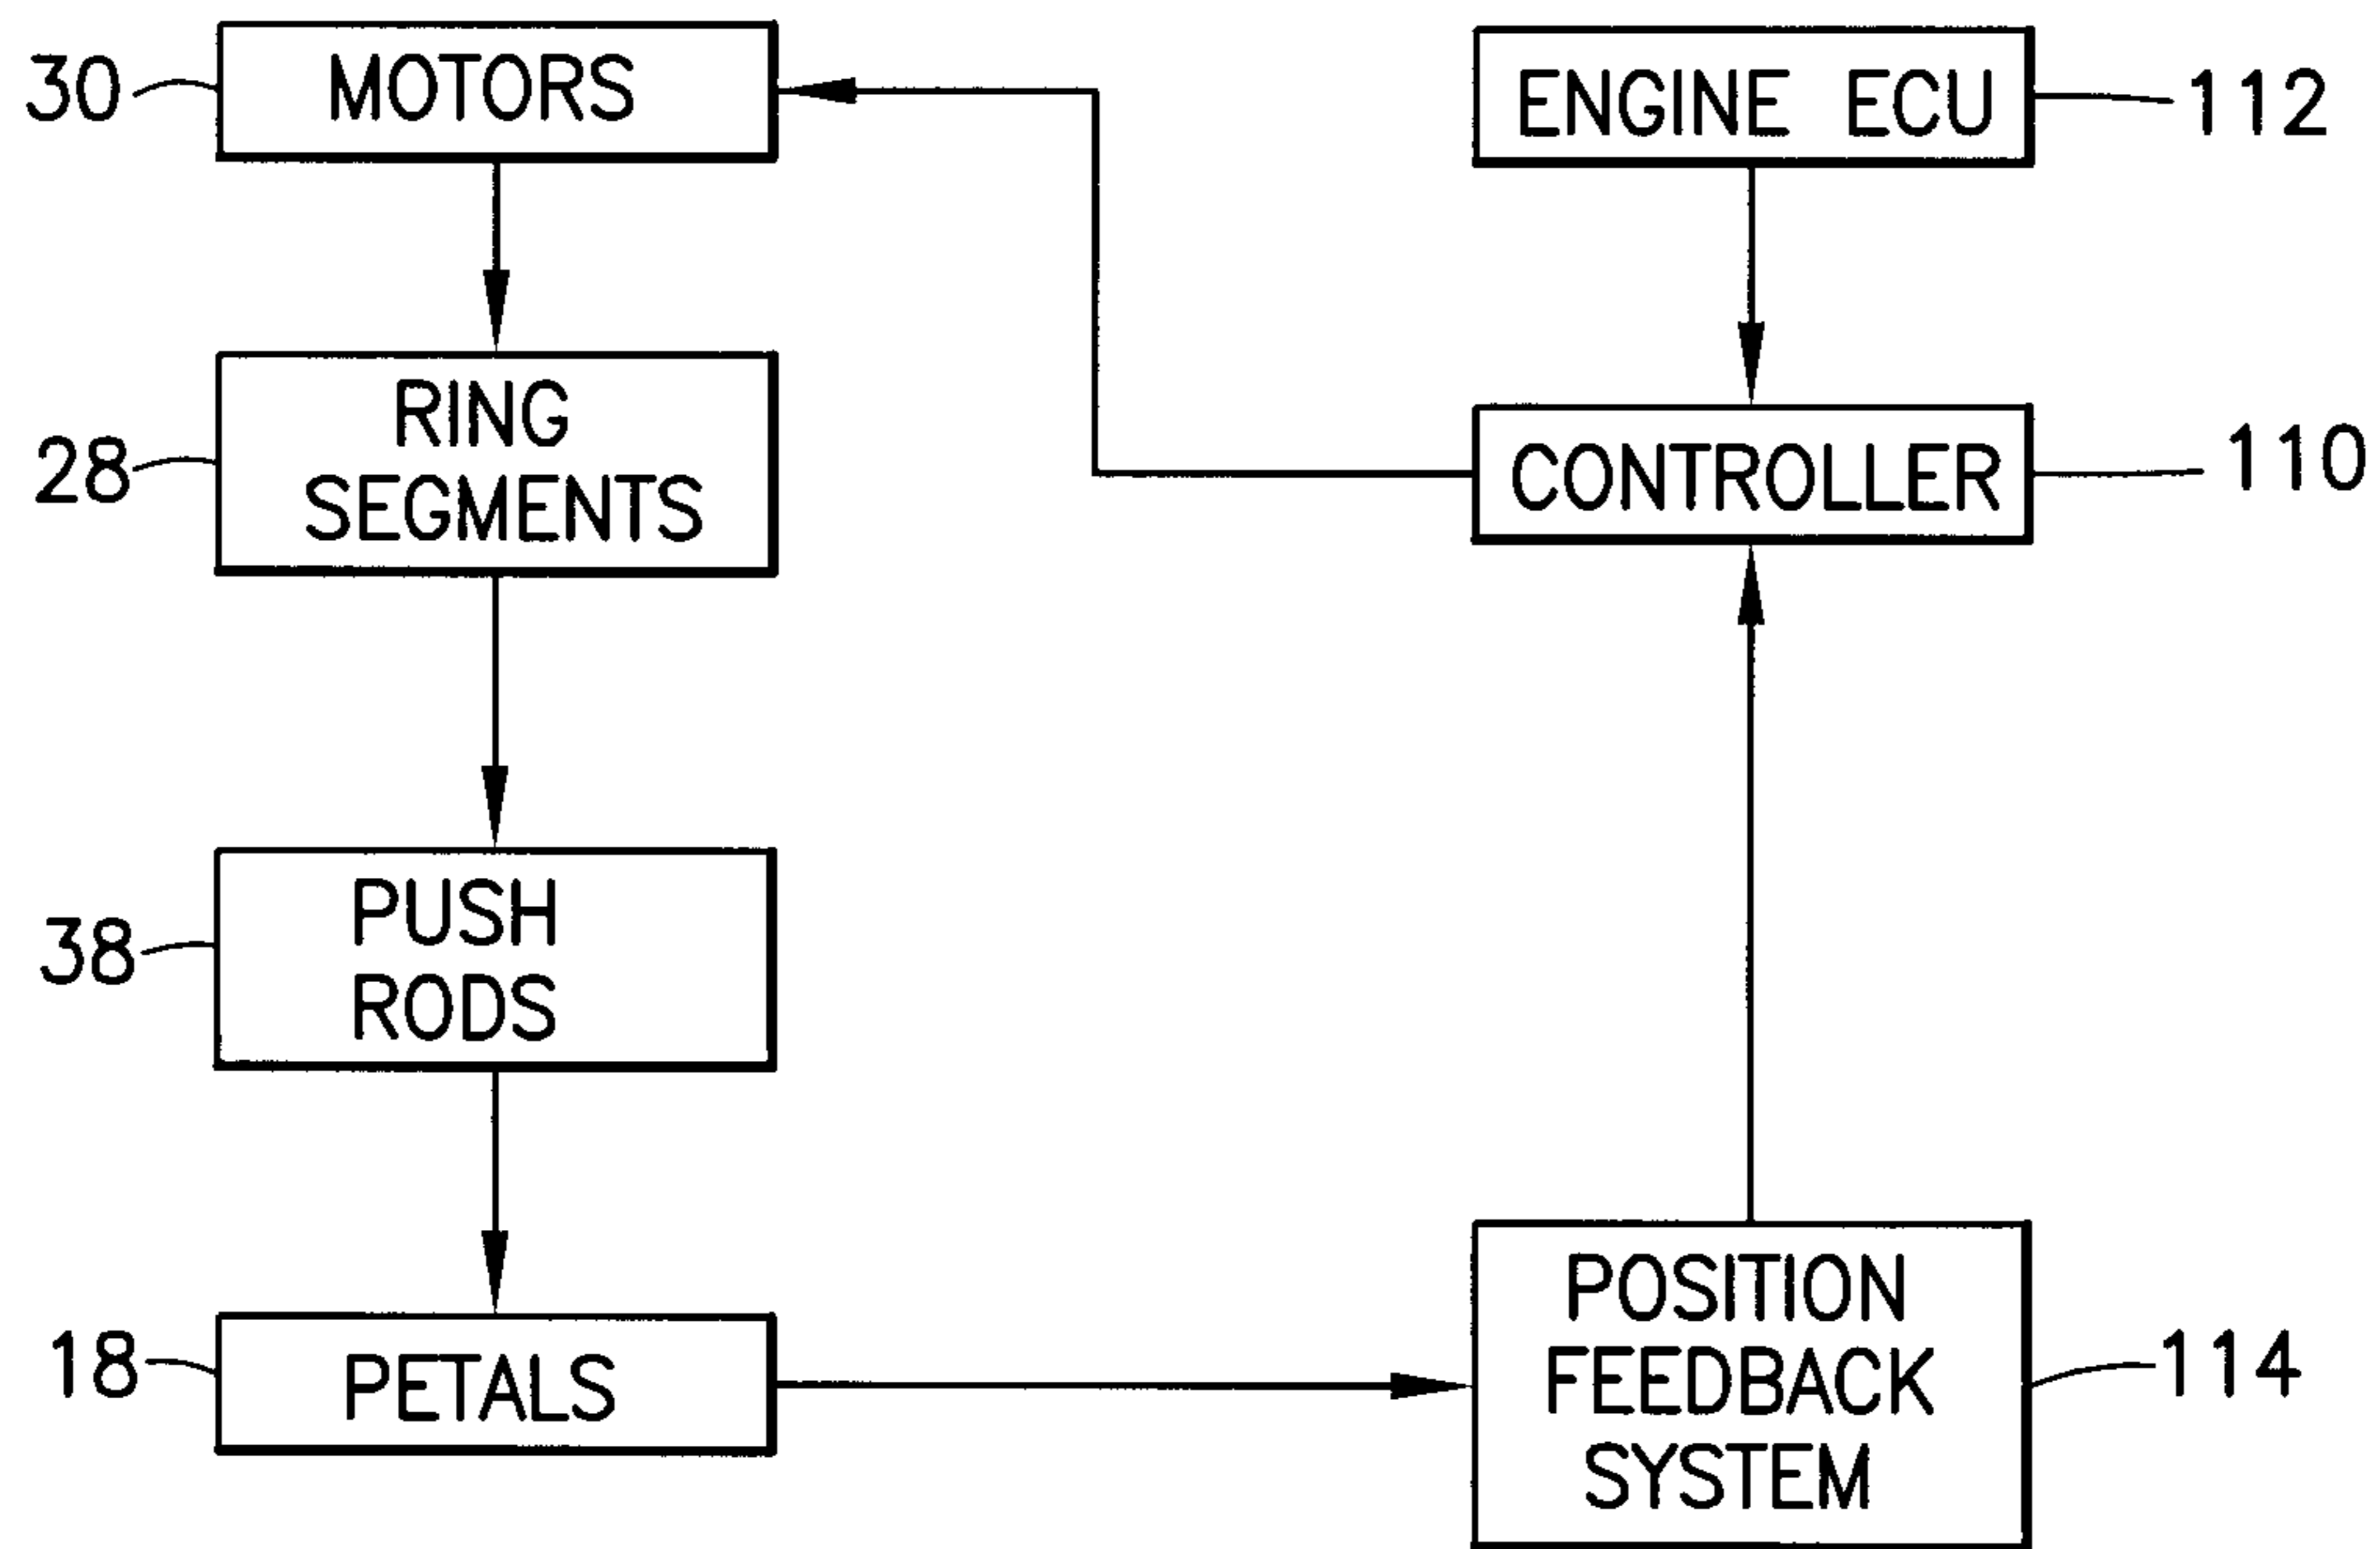 30
MOTORS
ENGINE ECU
112
28
RING
SEGMENTS
CONTROLLER
110
38
PUSH
RODS
18
PETALS
POSITION
FEEDBACK
SYSTEM
114